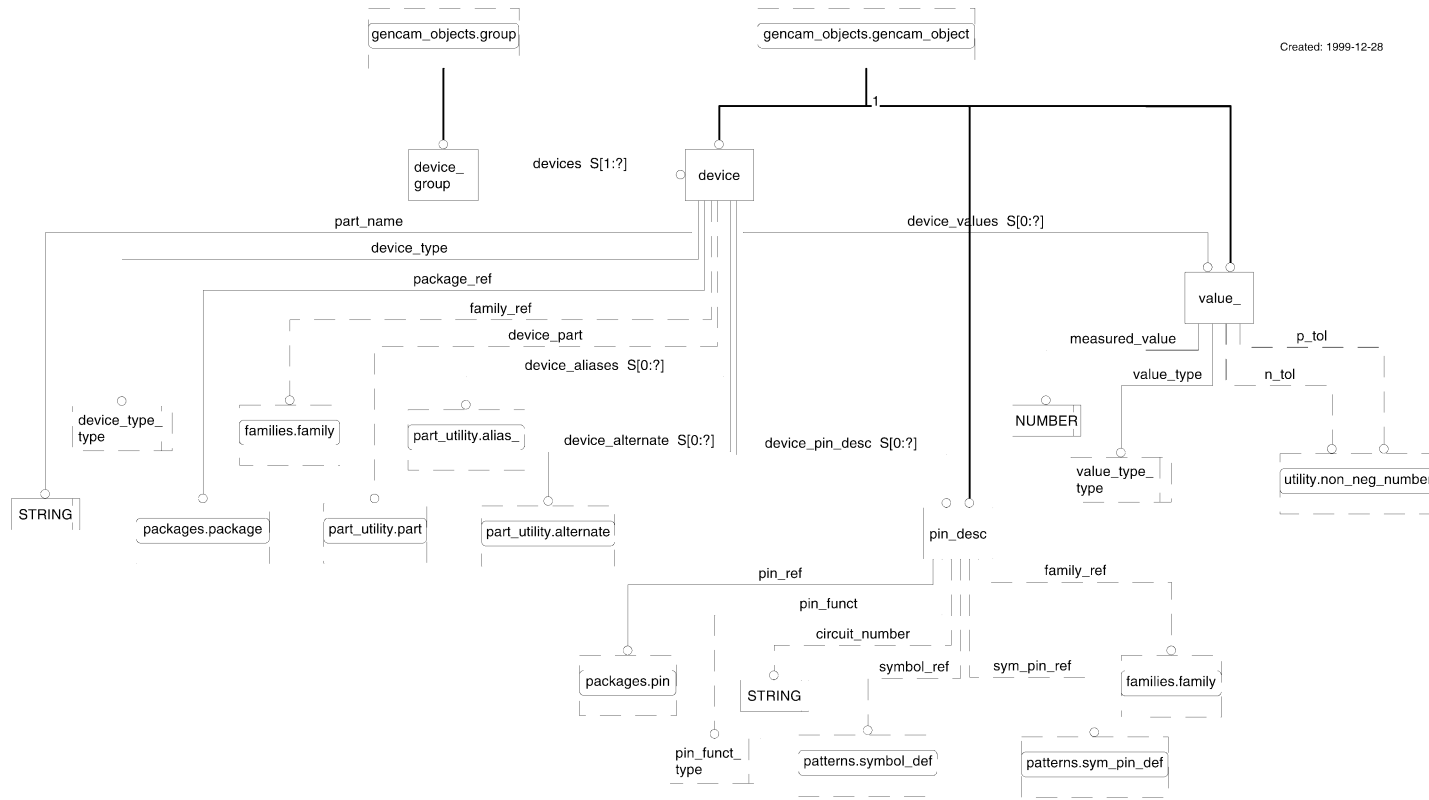 gencam_objects.group
gencam_objects.gencam_object
Created: 1999-12-28
1
device_
group
devices S[1:?]
device
part_name
device_values S[0:?]
device_type
package_ref
value_
family_ref
device_part
measured_value
p_tol
device_aliases S[0:?]
value_type
n_tol
device_type_
type
families.family
part_utility.alias_
device_alternate S[0:?]
device_pin_desc S[0:?]
NUMBER
value_type_
type
utility.non_neg_number
STRING
packages.package
part_utility.part
part_utility.alternate
pin_desc
pin_ref
family_ref
pin_funct
circuit_number
symbol_ref
sym_pin_ref
packages.pin
STRING
families.family
pin_funct_
type
patterns.symbol_def
patterns.sym_pin_def